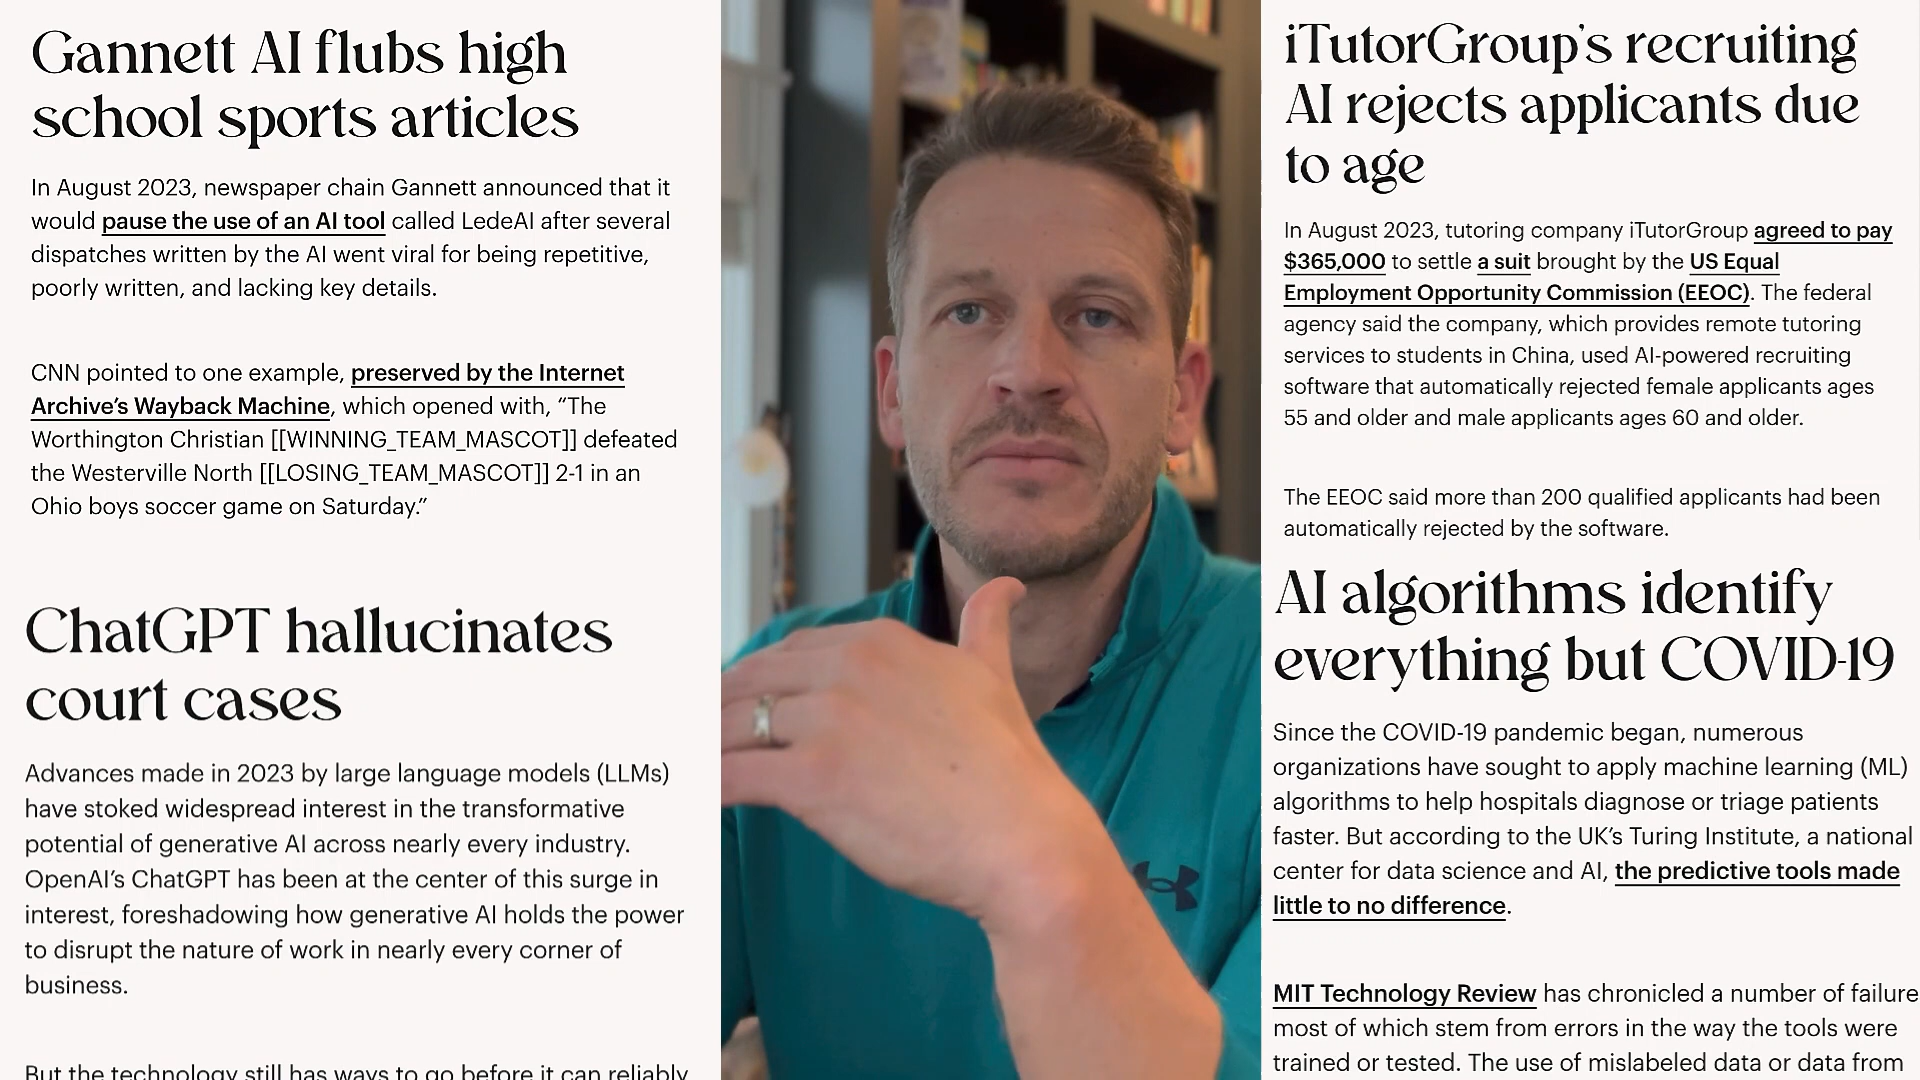 Gannett AI flubs high
school sports articles
In August 2023, newspaper chain Gannett announced that it
would pause the use of an AI tool called LedeAI after several
dispatches written by the AI went viral for being repetitive,
poorly written, and lacking key details.
CNN pointed to one example, preserved by the Internet
Archive’s Wayback Machine, which opened with, “The
Worthington Christian [[WINNING_TEAM_MASCOT]] defeated
the Westerville North [[LOSING_TEAM_MASCOT]] 2-1 in an
Ohio boys soccer game on Saturday.”
ChatGPT hallucinates
court cases
Advances made in 2023 by large language models (LLMs)
have stoked widespread interest in the transformative
potential of generative AI across nearly every industry.
OpenAI’s ChatGPT has been at the center of this surge in
interest, foreshadowing how generative AI holds the power
to disrupt the nature of work in nearly every corner of
business.
But the technology still has ways to go before it can reliably
iTutorGroup’s recruiting
AI rejects applicants due
to age
In August 2023, tutoring company iTutorGroup agreed to pay
$365,000 to settle a suit brought by the US Equal
Employment Opportunity Commission (EEOC). The federal
agency said the company, which provides remote tutoring
services to students in China, used AI-powered recruiting
software that automatically rejected female applicants ages
55 and older and male applicants ages 60 and older.
The EEOC said more than 200 qualified applicants had been
automatically rejected by the software.
AI algorithms identify
everything but COVID-19
Since the COVID-19 pandemic began, numerous
organizations have sought to apply machine learning (ML)
algorithms to help hospitals diagnose or triage patients
faster. But according to the UK’s Turing Institute, a national
center for data science and AI, the predictive tools made
little to no difference.
MIT Technology Review has chronicled a number of failure
most of which stem from errors in the way the tools were
trained or tested. The use of mislabeled data or data from